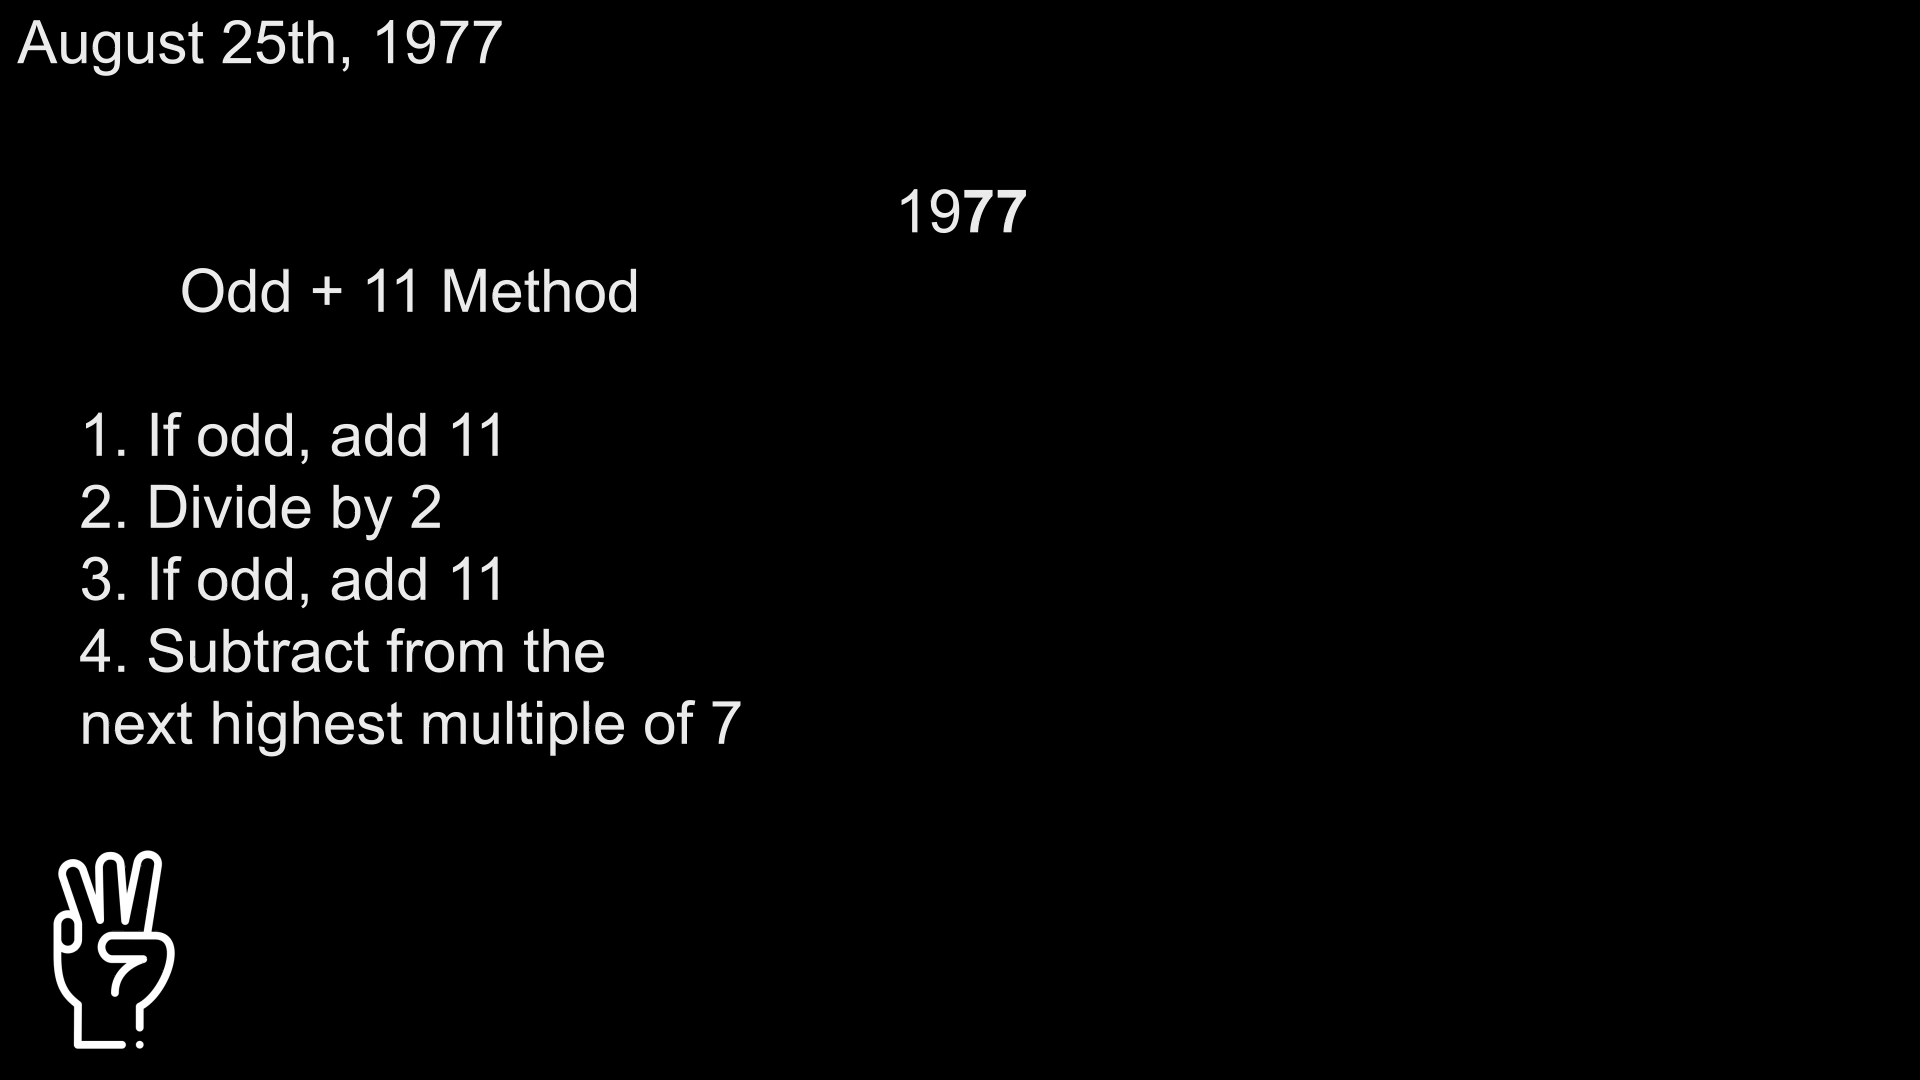 August 25th, 1977
1977
Odd + 11 Method
1. If odd, add 11
2. Divide by 2
3. If odd, add 11
4. Subtract from the
next highest multiple of 7